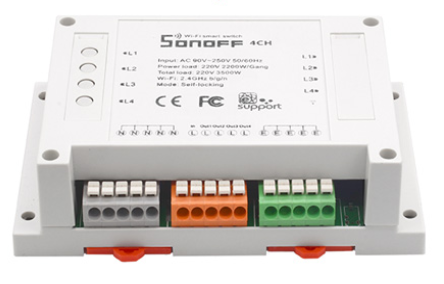 Wi-Fi smart switch
SONOFF 4CH
Input: AC 90V~250V 50/60Hz
Power load: 220V 2200W/Gang
Total load: 220V 3500W
Wi-Fi: 2.4GHz b/g/n
Mode: Self-locking
CE FC support
L1
L2
L3
L4
L1
L2
L3
L4
N N N N N L L L L L E E E E E